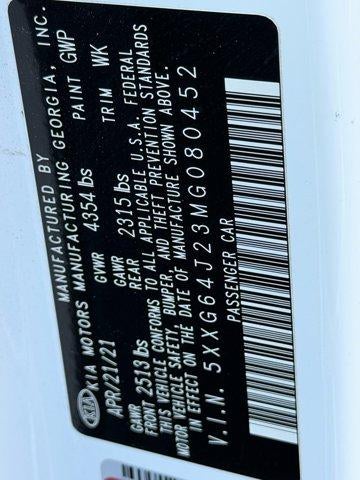 MANUFACTURED BY
KIA KIA MOTORS MANUFACTURING GEORGIA, INC.
APR/21/21 GVWR 4354 lbs PAINT GWP
GAWR FRONT 2513 lbs GAWR REAR 2315 lbs TRIM WK
THIS VEHICLE CONFORMS TO ALL APPLICABLE U.S.A. FEDERAL
MOTOR VEHICLE SAFETY, BUMPER, AND THEFT PREVENTION STANDARDS
IN EFFECT ON THE DATE OF MANUFACTURE SHOWN ABOVE.
V.I.N. 5XXG64J23MG080452
PASSENGER CAR